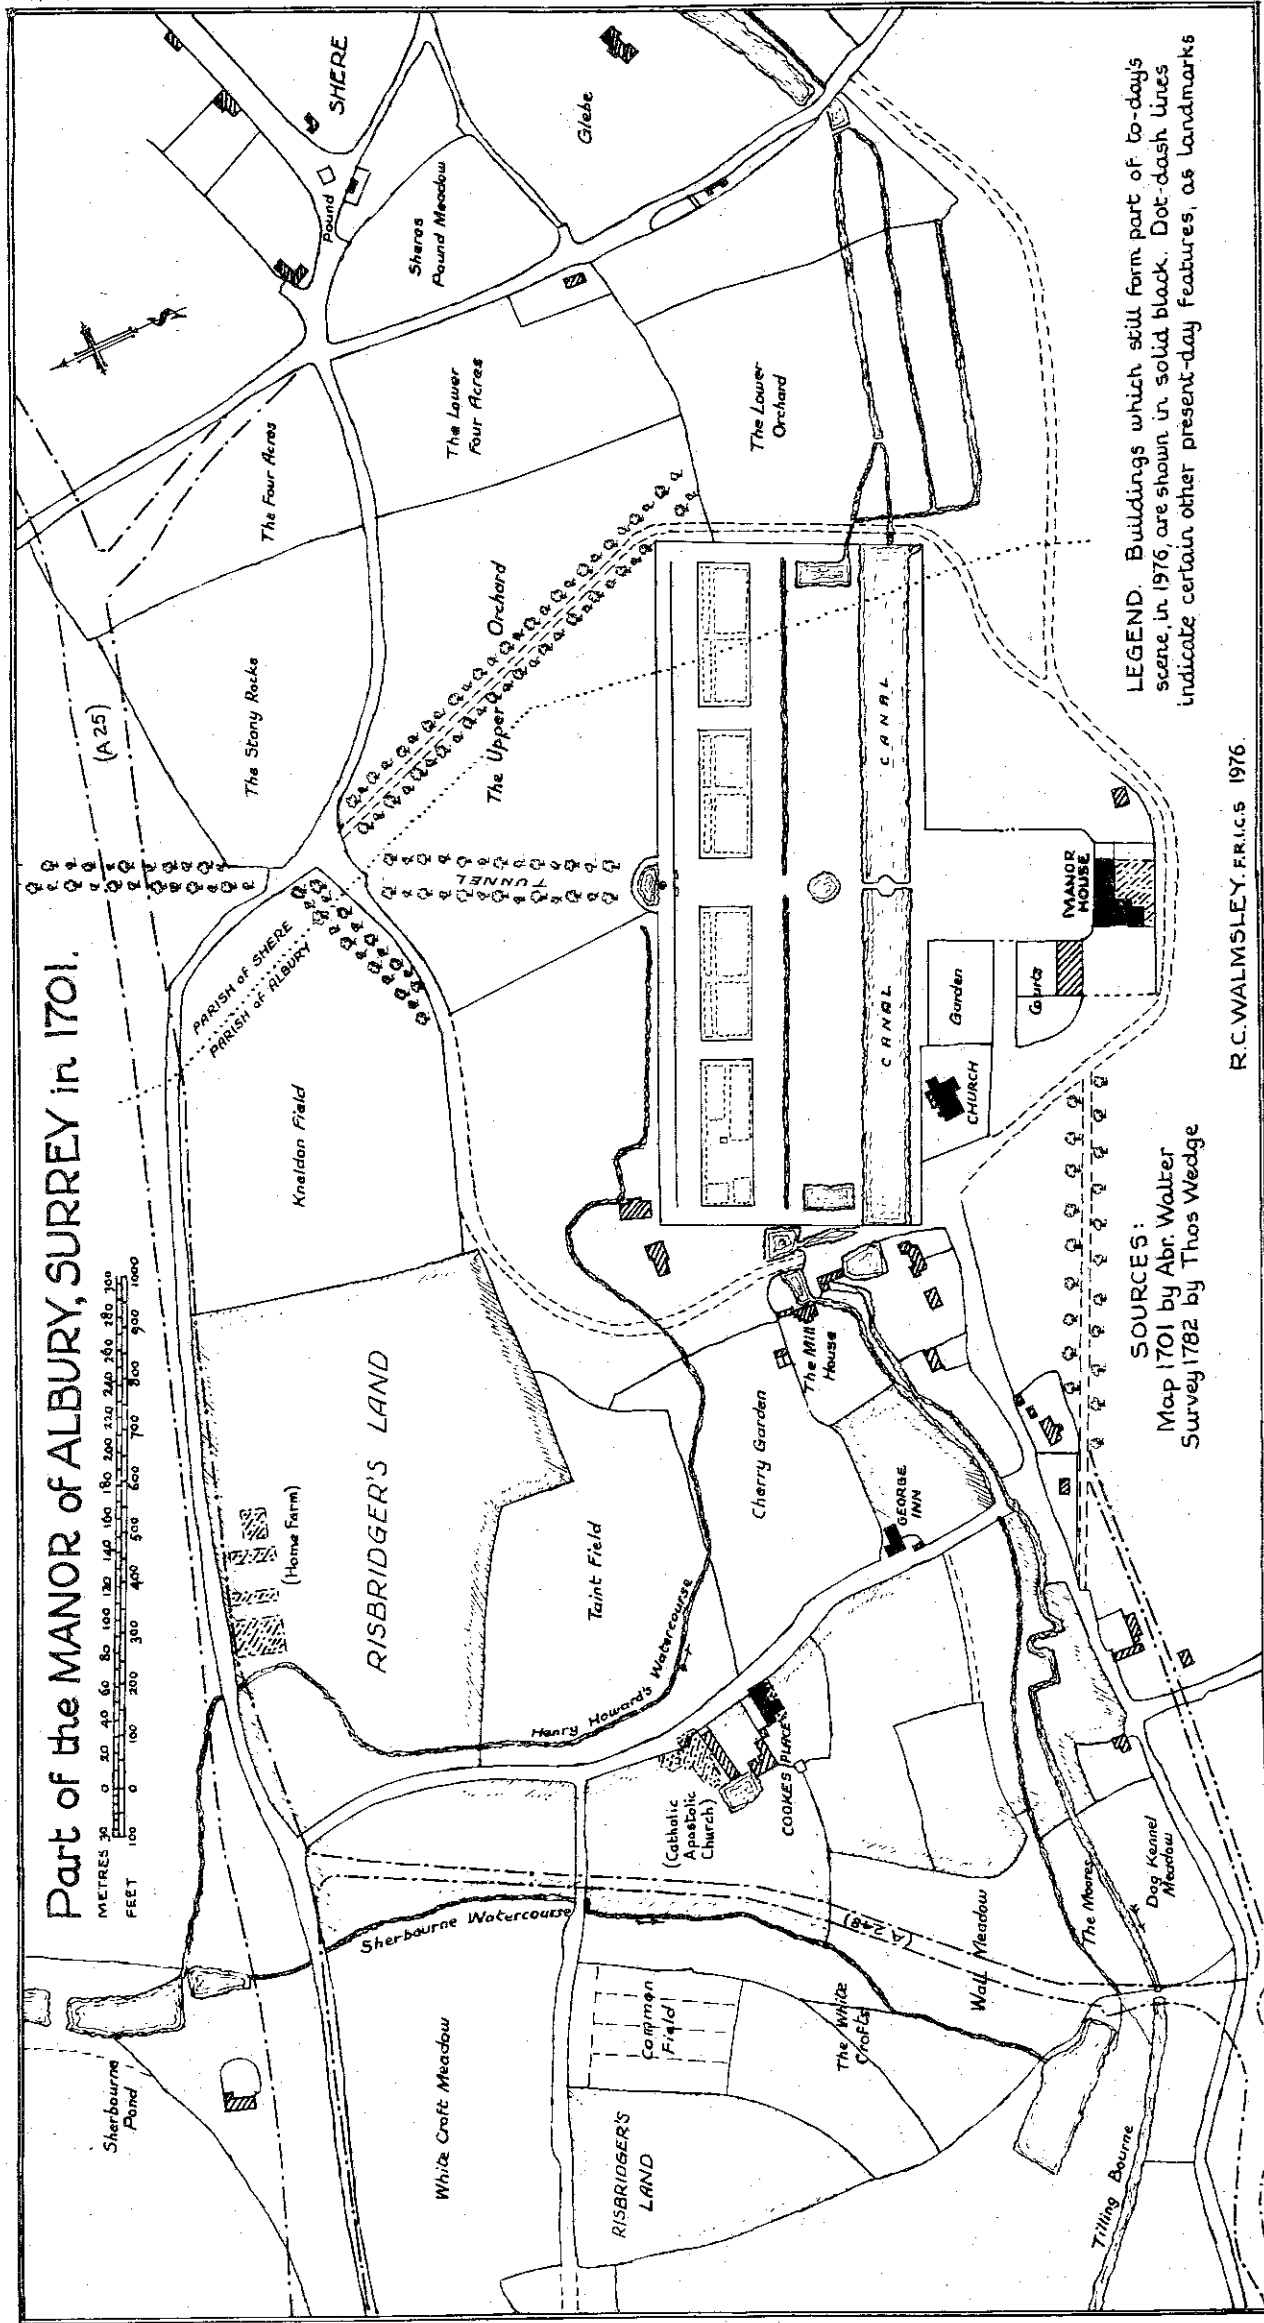 Part of the MANOR of ALBURY, SURREY in 1701.
METRES 30 0 20 40 60 80 100 120 140 160 180 200 220 240 260 280 300
FEET 100 0 100 200 300 400 500 600 700 800 900 1000
Sherbourne
Pond
White Croft Meadow
Sherbourne Watercourse
RISBRIDGER'S
LAND
Common
Field
The White
Crofts
Wall Meadow
(A 248)
Tilling Bourne
The Moores
Dog Kennel
Meadow
(Home Farm)
RISBRIDGER'S LAND
Henry Howard's Watercourse
Taint Field
(Catholic
Apostolic
Church)
COOKES PLACE
Cherry Garden
GEORGE
INN
The Mill
House
Kneldon Field
PARISH of SHERE
PARISH of ALBURY
(A 25)
The Stony Rocke
The Four Acres
TUNNEL
The Upper Orchard
The Lower
Four Acres
The Lower
Orchard
SHERE
Pound
Sheres
Pound Meadow
Glebe
CANAL
CANAL
CHURCH
Garden
Courts
MANOR
HOUSE
SOURCES:
Map 1701 by Abr. Walter
Survey 1782 by Thos Wedge
LEGEND. Buildings which still form part of to-day's
scene, in 1976, are shown in solid black. Dot-dash lines
indicate certain other present-day features, as landmarks
R.C.WALMSLEY. F.R.I.C.S 1976.